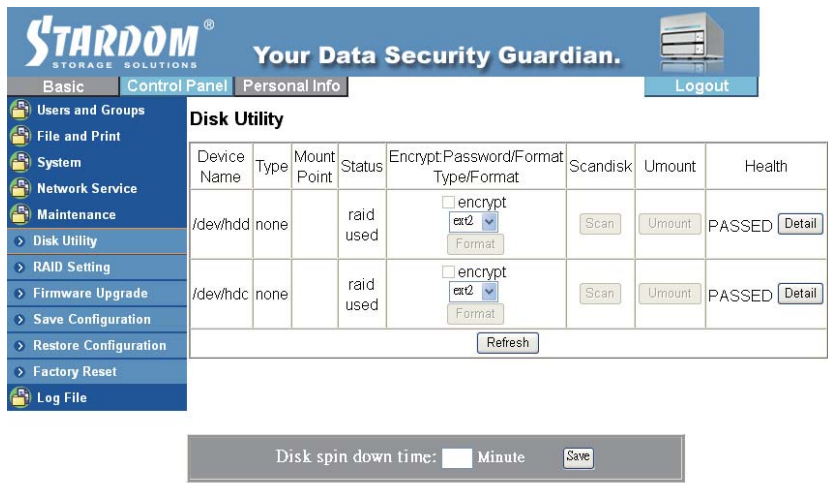 STARDOM®
STORAGE SOLUTIONS
Your Data Security Guardian.
Basic Control Panel Personal Info Logout
Users and Groups
File and Print
System
Network Service
Maintenance
Disk Utility
RAID Setting
Firmware Upgrade
Save Configuration
Restore Configuration
Factory Reset
Log File
Disk Utility
Device Name Type Mount Point Status Encrypt:Password/Format Type/Format Scandisk Umount Health
/dev/hdd none raid used encrypt ext2 Format Scan Umount PASSED Detail
/dev/hdc none raid used encrypt ext2 Format Scan Umount PASSED Detail
Refresh
Disk spin down time: Minute Save